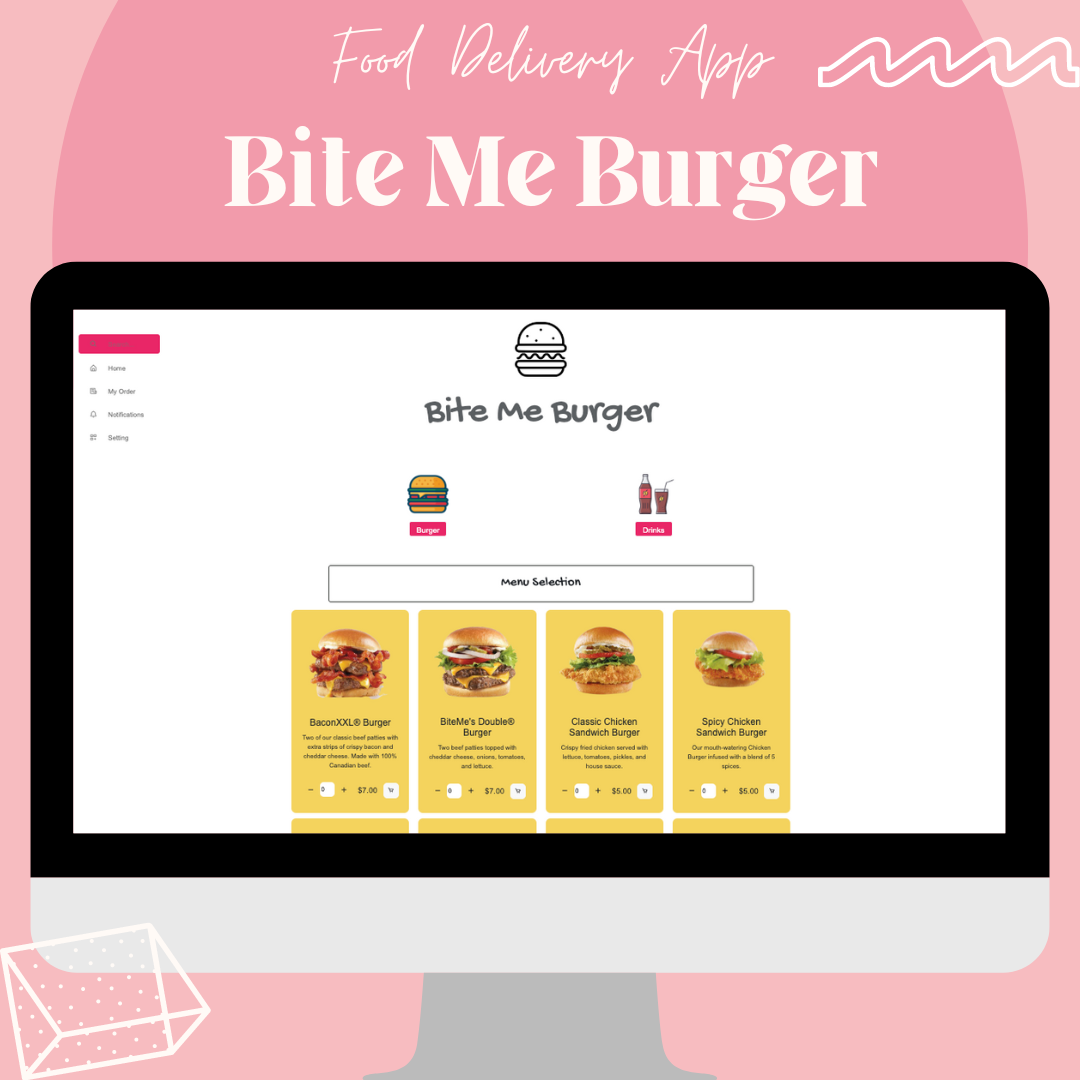 Food Delivery App
Bite Me Burger
Home
My Order
Notifications
Setting
Bite Me Burger
Burger
Drinks
Menu Selection
BaconXXL® Burger
Two of our classic beef patties with
extra strips of crispy bacon and
cheddar cheese. Made with 100%
Canadian beef.
− 0 + $7.00
BiteMe's Double®
Burger
Two beef patties topped with
cheddar cheese, onions, tomatoes,
and lettuce.
− 0 + $7.00
Classic Chicken
Sandwich Burger
Crispy fried chicken served with
lettuce, tomatoes, pickles, and
house sauce.
− 0 + $5.00
Spicy Chicken
Sandwich Burger
Our mouth-watering Chicken
Burger infused with a blend of 5
spices.
− 0 + $5.00